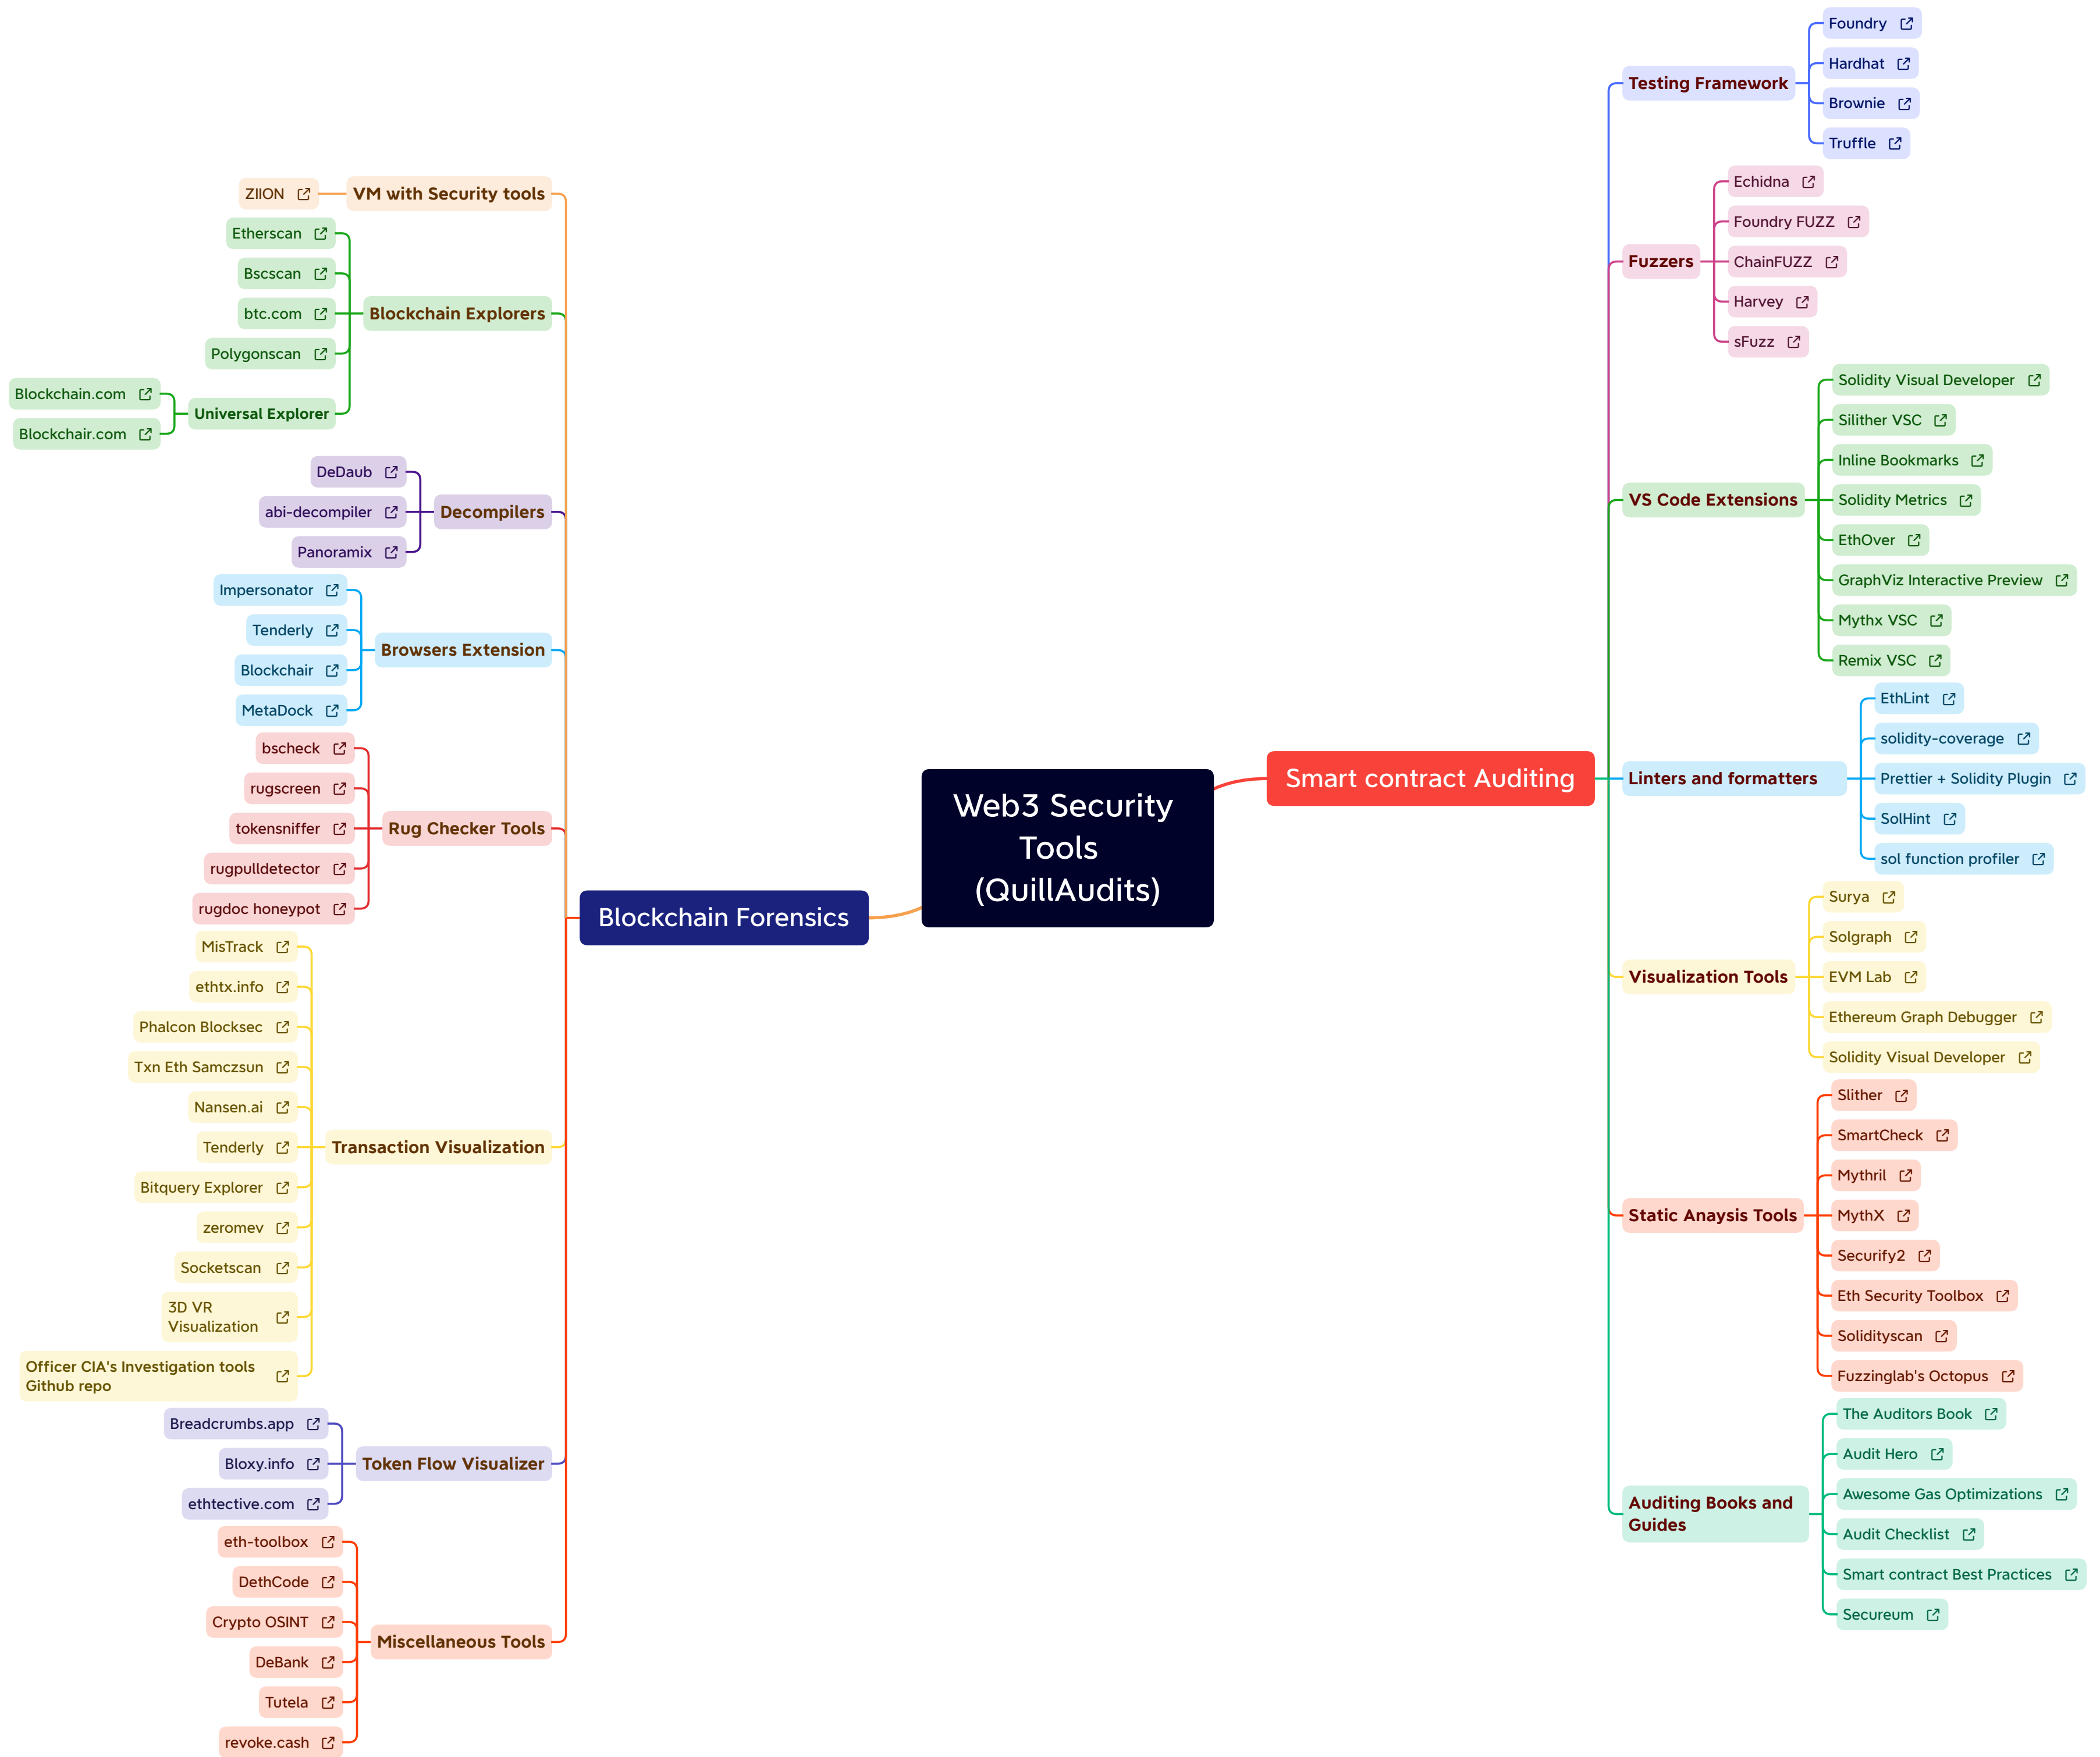 Web3 Security
Tools
(QuillAudits)
Smart contract Auditing
Testing Framework
Foundry
Hardhat
Brownie
Truffle
Fuzzers
Echidna
Foundry FUZZ
ChainFUZZ
Harvey
sFuzz
VS Code Extensions
Solidity Visual Developer
Silither VSC
Inline Bookmarks
Solidity Metrics
EthOver
GraphViz Interactive Preview
Mythx VSC
Remix VSC
Linters and formatters
EthLint
solidity-coverage
Prettier + Solidity Plugin
SolHint
sol function profiler
Visualization Tools
Surya
Solgraph
EVM Lab
Ethereum Graph Debugger
Solidity Visual Developer
Static Anaysis Tools
Slither
SmartCheck
Mythril
MythX
Securify2
Eth Security Toolbox
Solidityscan
Fuzzinglab's Octopus
Auditing Books and
Guides
The Auditors Book
Audit Hero
Awesome Gas Optimizations
Audit Checklist
Smart contract Best Practices
Secureum
Blockchain Forensics
VM with Security tools
ZIION
Blockchain Explorers
Etherscan
Bscscan
btc.com
Polygonscan
Universal Explorer
Blockchain.com
Blockchair.com
Decompilers
DeDaub
abi-decompiler
Panoramix
Browsers Extension
Impersonator
Tenderly
Blockchair
MetaDock
Rug Checker Tools
bscheck
rugscreen
tokensniffer
rugpulldetector
rugdoc honeypot
Transaction Visualization
MisTrack
ethtx.info
Phalcon Blocksec
Txn Eth Samczsun
Nansen.ai
Tenderly
Bitquery Explorer
zeromev
Socketscan
3D VR
Visualization
Officer CIA's Investigation tools
Github repo
Token Flow Visualizer
Breadcrumbs.app
Bloxy.info
ethtective.com
Miscellaneous Tools
eth-toolbox
DethCode
Crypto OSINT
DeBank
Tutela
revoke.cash